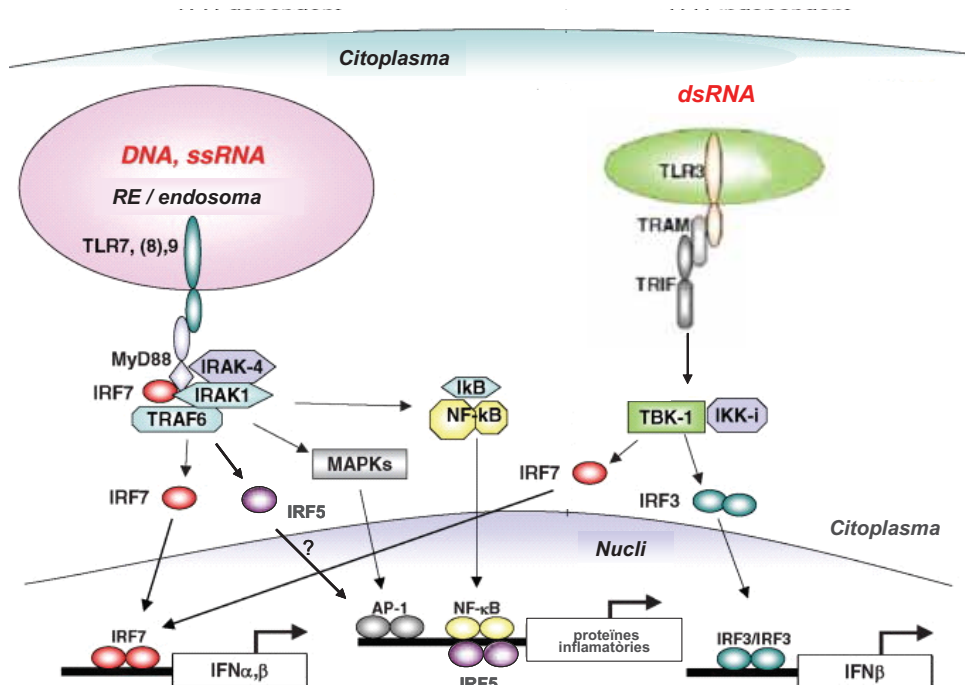 Citoplasma
dsRNA
DNA, ssRNA
RE / endosoma
TLR7, (8),9
TLR3
TRAM
TRIF
MyD88
IRAK-4
IRF7
IRAK1
TRAF6
IkB
NF-kB
TBK-1
IKK-i
MAPKs
IRF7
IRF7
IRF5
IRF3
Citoplasma
?
Nucli
AP-1
NF-κB
IRF7
IFNα,β
proteïnes
inflamatòries
IRF5
IRF3/IRF3
IFNβ